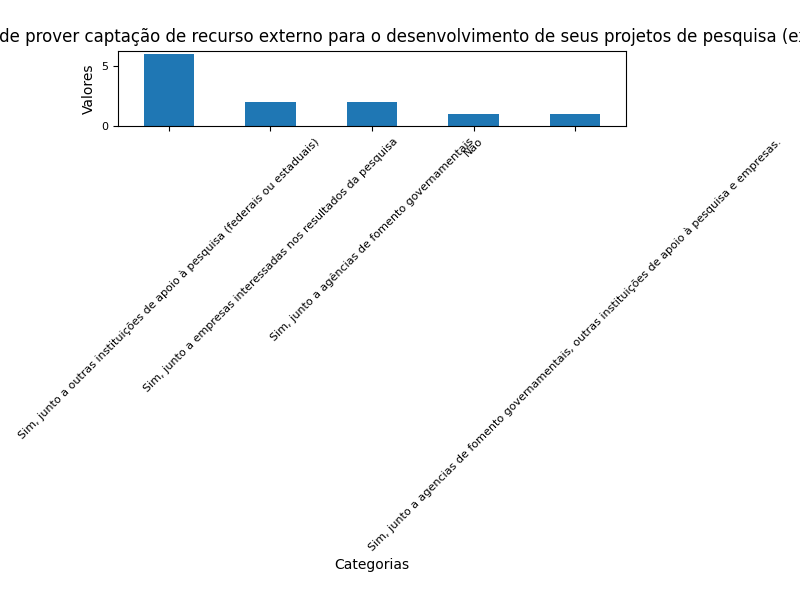 de prover captação de recurso externo para o desenvolvimento de seus projetos de pesquisa
Valores
5
0
Sim, junto a outras instituições de apoio à pesquisa (federais ou estaduais)
Sim, junto a empresas interessadas nos resultados da pesquisa
Sim, junto a agências de fomento governamentais
Não
Sim, junto a agencias de fomento governamentais, outras instituições de apoio à pesquisa e empresas.
Categorias